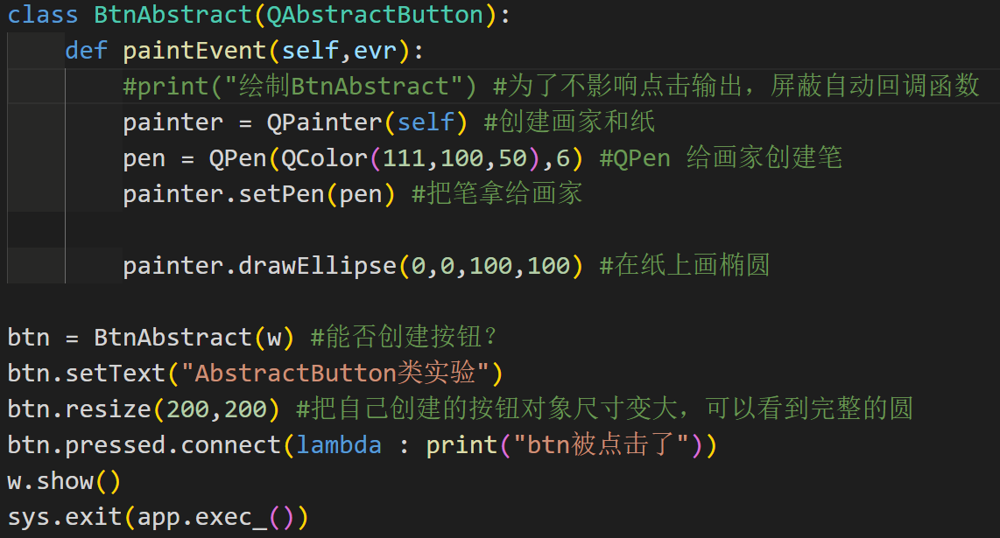 class BtnAbstract(QAbstractButton):
    def paintEvent(self,evr):
        #print("绘制BtnAbstract") #为了不影响点击输出，屏蔽自动回调函数
        painter = QPainter(self) #创建画家和纸
        pen = QPen(QColor(111,100,50),6) #QPen 给画家创建笔
        painter.setPen(pen) #把笔拿给画家
        painter.drawEllipse(0,0,100,100) #在纸上画椭圆
btn = BtnAbstract(w) #能否创建按钮？
btn.setText("AbstractButton类实验")
btn.resize(200,200) #把自己创建的按钮对象尺寸变大，可以看到完整的圆
btn.pressed.connect(lambda : print("btn被点击了"))
w.show()
sys.exit(app.exec_())